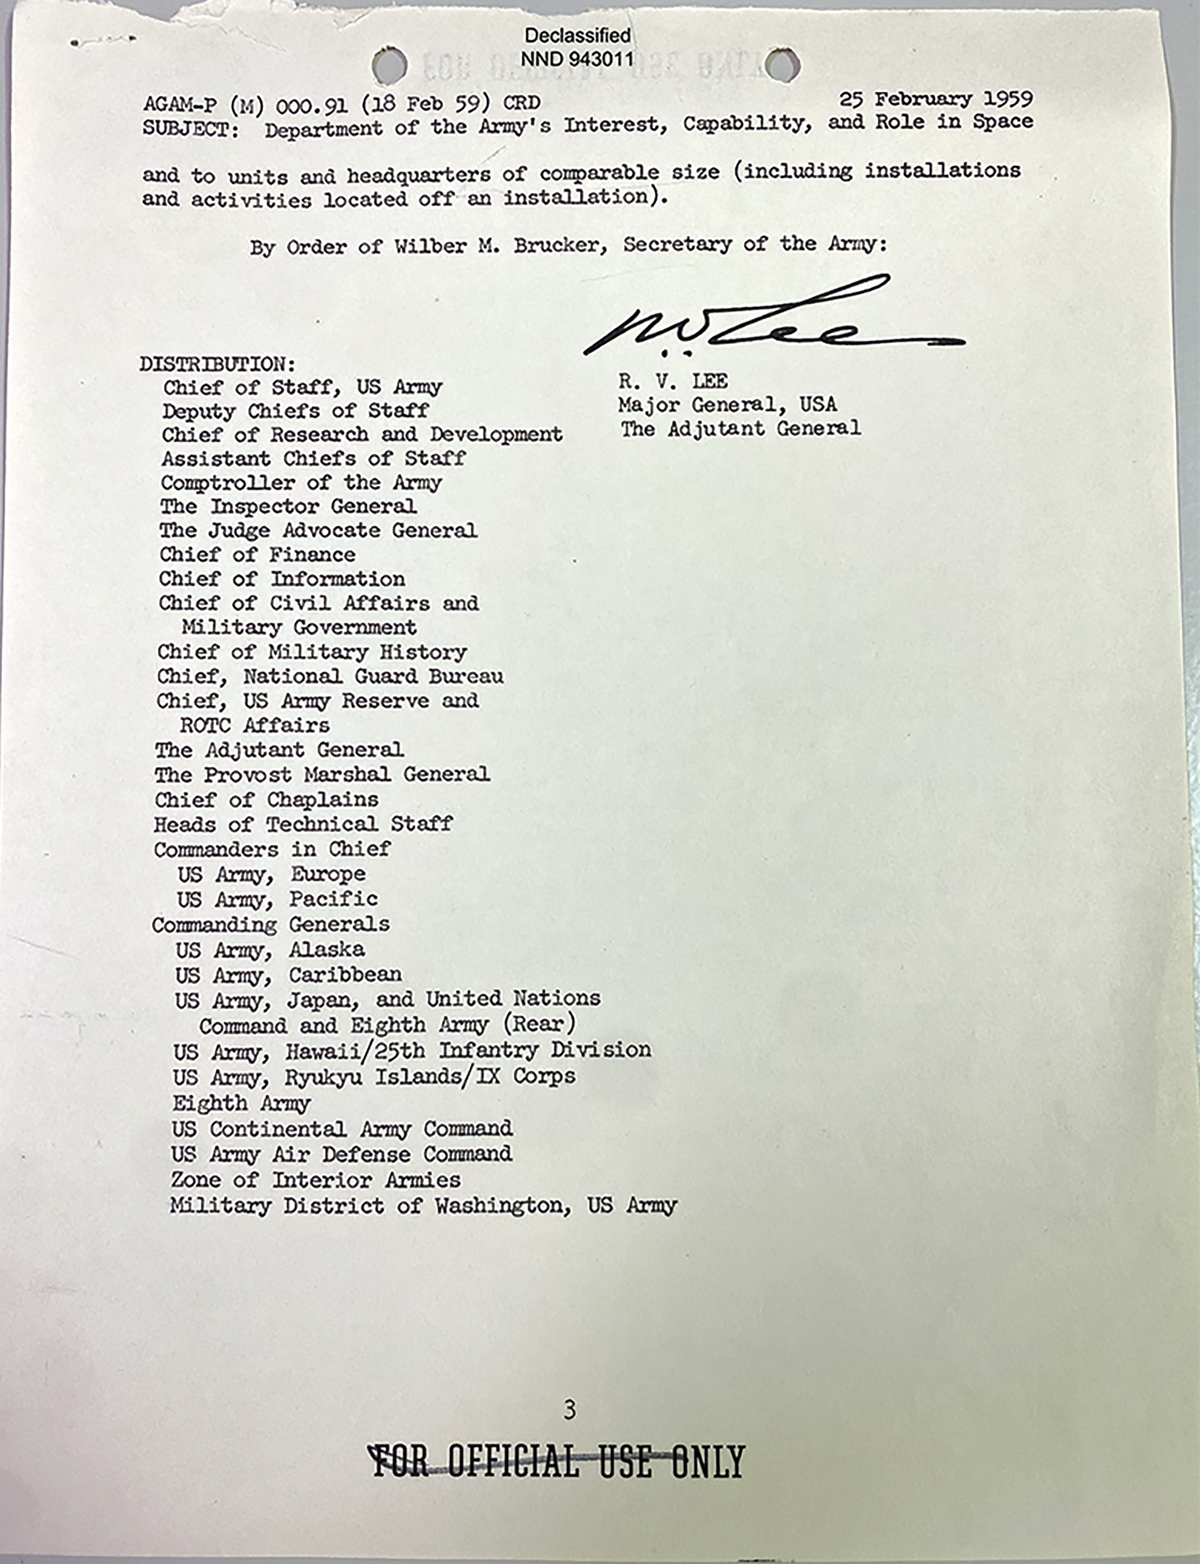 Declassified
NND 943011
AGAM-P (M) 000.91 (18 Feb 59) CRD 25 February 1959
SUBJECT: Department of the Army's Interest, Capability, and Role in Space
and to units and headquarters of comparable size (including installations
and activities located off an installation).
By Order of Wilber M. Brucker, Secretary of the Army:
DISTRIBUTION:
Chief of Staff, US Army
R. V. LEE
Deputy Chiefs of Staff
Major General, USA
Chief of Research and Development
The Adjutant General
Assistant Chiefs of Staff
Comptroller of the Army
The Inspector General
The Judge Advocate General
Chief of Finance
Chief of Information
Chief of Civil Affairs and
Military Government
Chief of Military History
Chief, National Guard Bureau
Chief, US Army Reserve and
ROTC Affairs
The Adjutant General
The Provost Marshal General
Chief of Chaplains
Heads of Technical Staff
Commanders in Chief
US Army, Europe
US Army, Pacific
Commanding Generals
US Army, Alaska
US Army, Caribbean
US Army, Japan, and United Nations
Command and Eighth Army (Rear)
US Army, Hawaii/25th Infantry Division
US Army, Ryukyu Islands/IX Corps
Eighth Army
US Continental Army Command
US Army Air Defense Command
Zone of Interior Armies
Military District of Washington, US Army
3
FOR OFFICIAL USE ONLY